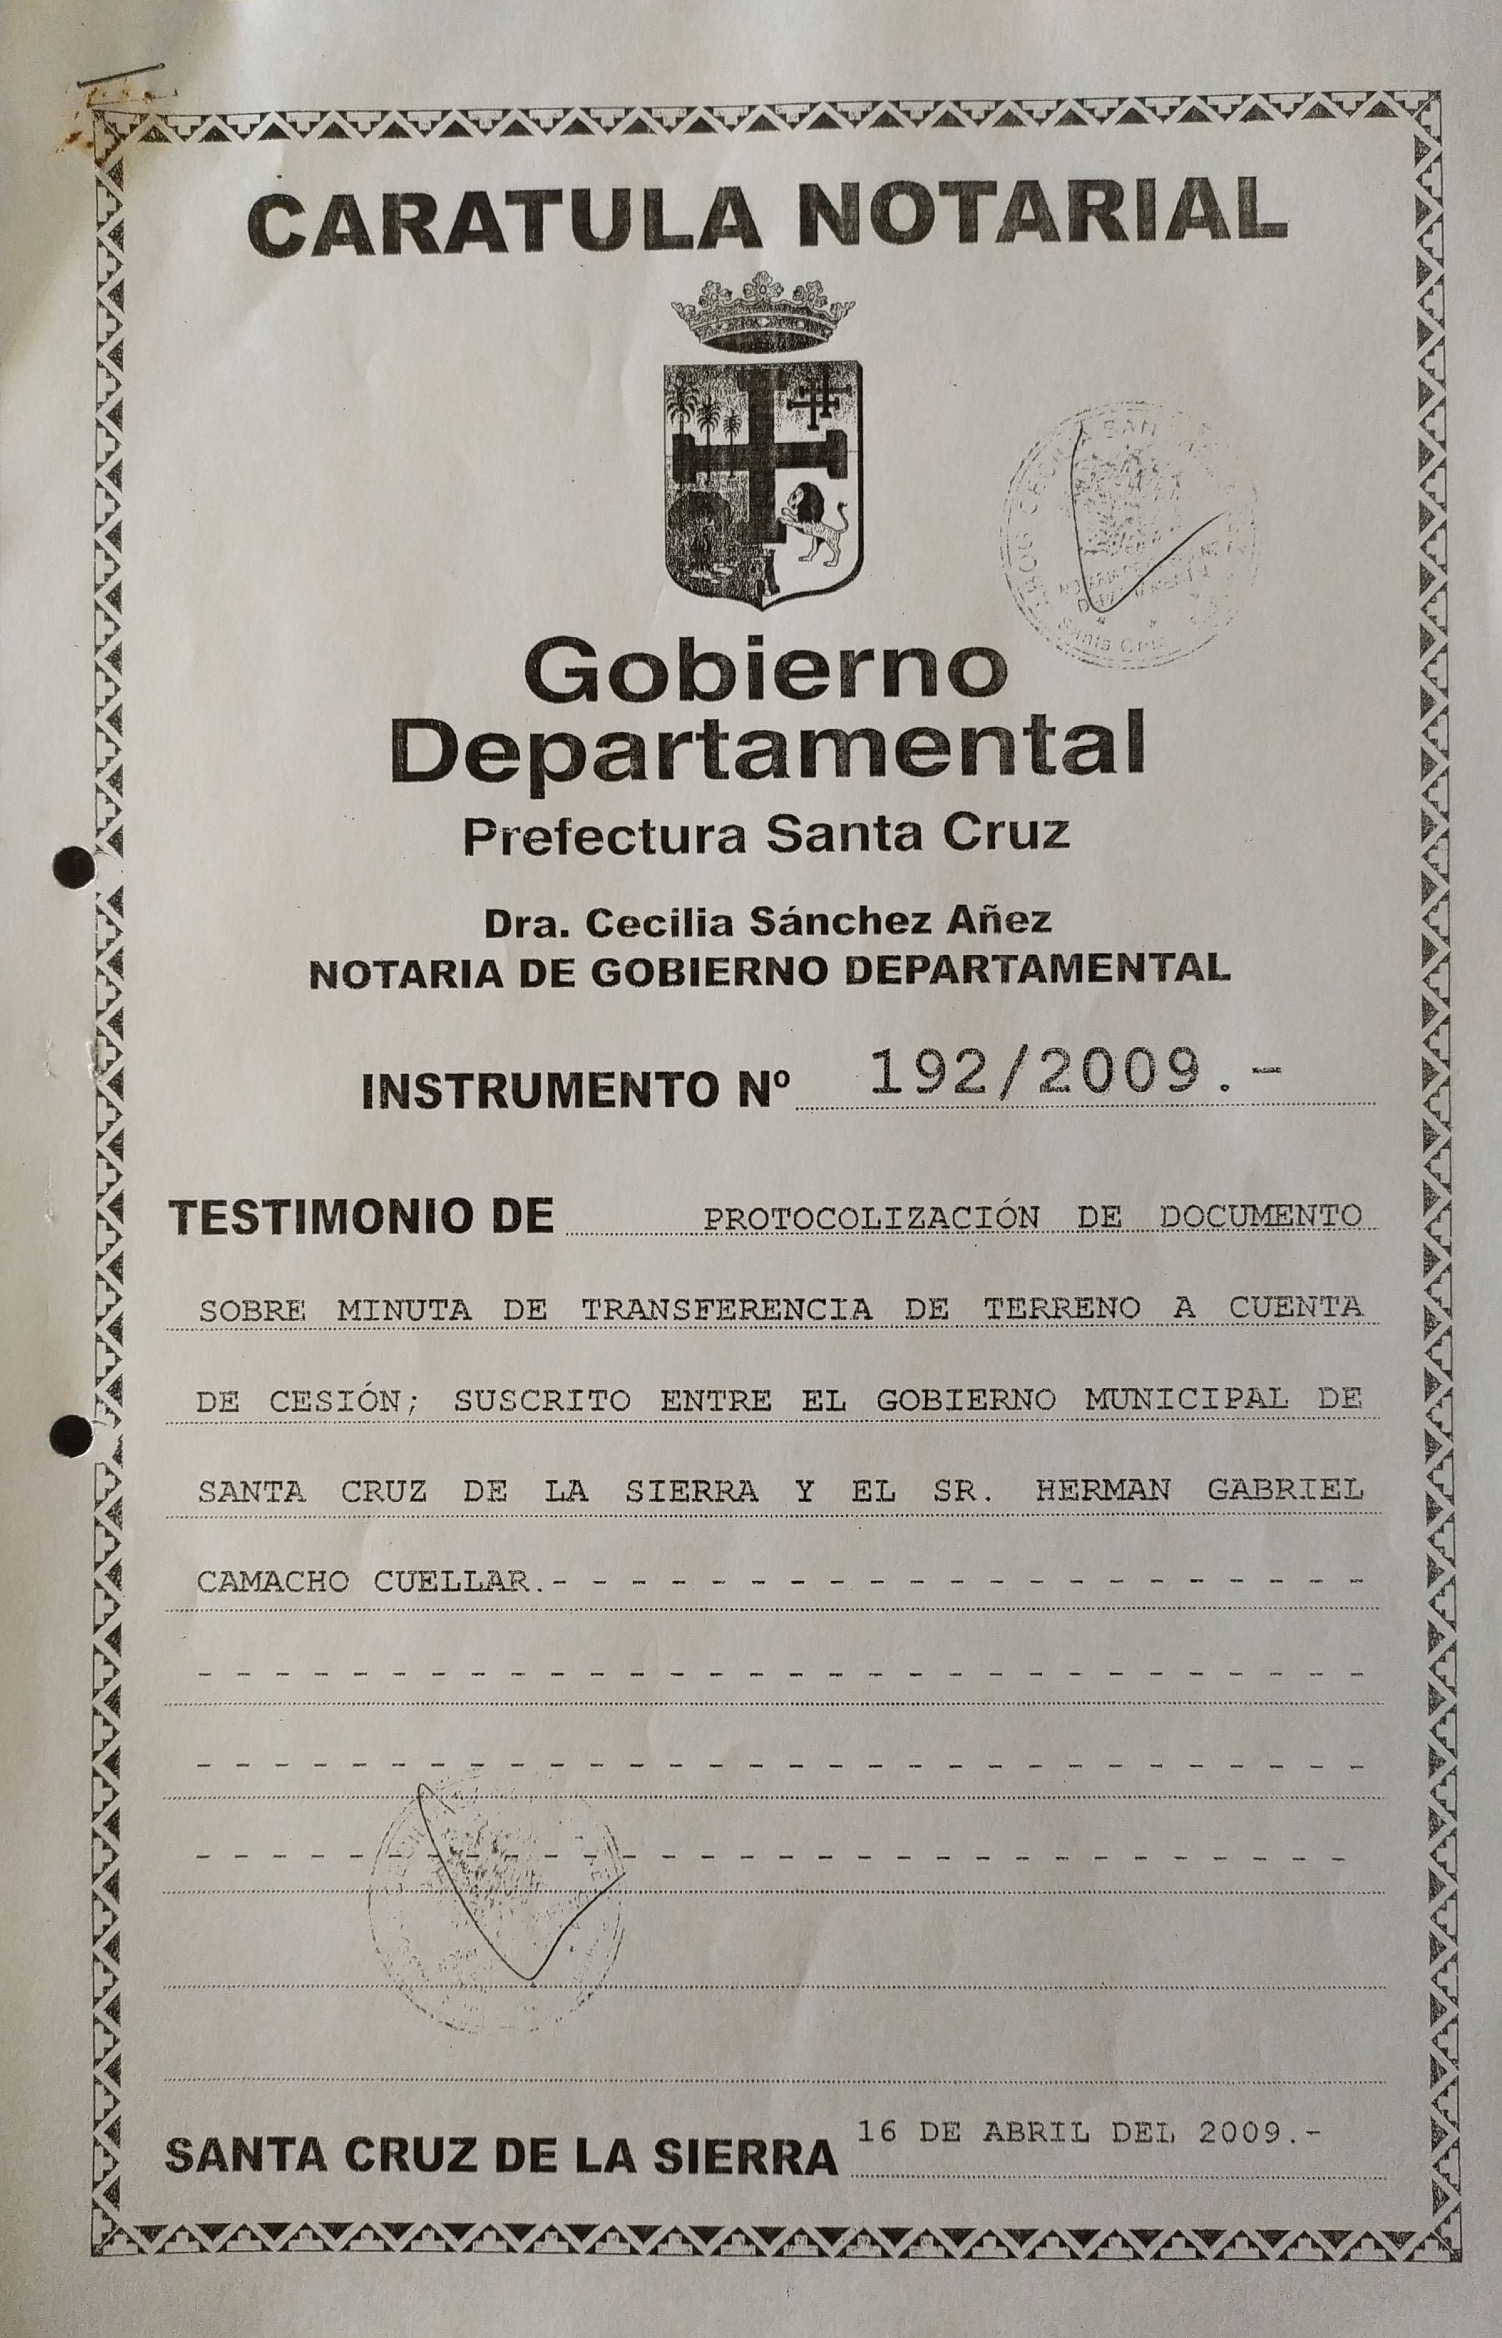 CARATULA NOTARIAL
Gobierno
Departamental
Prefectura Santa Cruz
Dra. Cecilia Sánchez Añez
NOTARIA DE GOBIERNO DEPARTAMENTAL
INSTRUMENTO Nº 192/2009.-
TESTIMONIO DE PROTOCOLIZACIÓN DE DOCUMENTO
SOBRE MINUTA DE TRANSFERENCIA DE TERRENO A CUENTA
DE CESIÓN; SUSCRITO ENTRE EL GOBIERNO MUNICIPAL DE
SANTA CRUZ DE LA SIERRA Y EL SR. HERMAN GABRIEL
CAMACHO CUELLAR.- - - - - - - - - - - - - - - - - - - - - -
SANTA CRUZ DE LA SIERRA 16 DE ABRIL DEL 2009.-